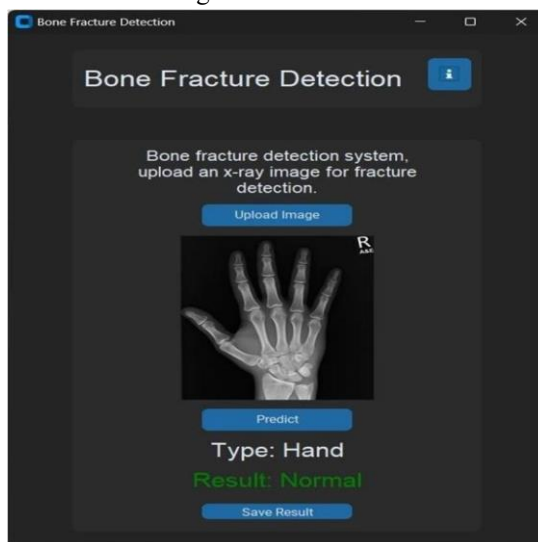 Bone Fracture Detection
Bone Fracture Detection
i
Bone fracture detection system,
upload an x-ray image for fracture
detection.
Upload Image
R
A&E
Predict
Type: Hand
Result: Normal
Save Result